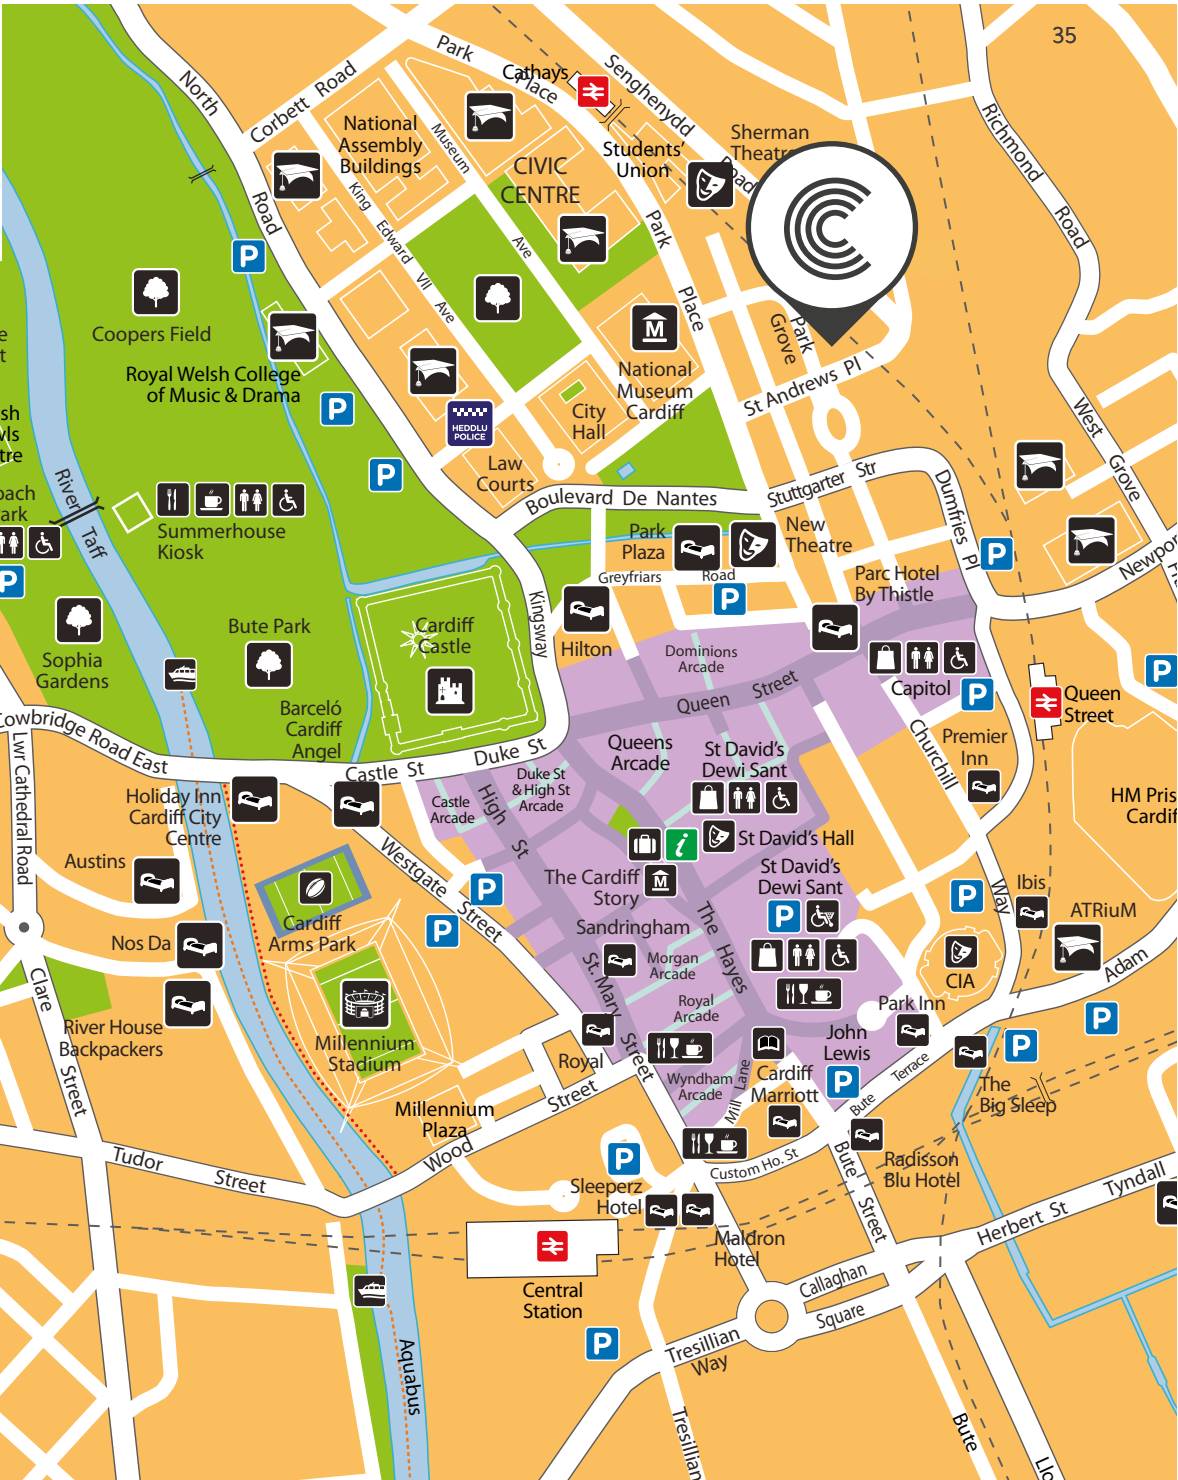 35
Park
Place
Cathays
Senghenydd
Road
North
Road
Corbett Road
National
Assembly
Buildings
Museum
Ave
CIVIC
CENTRE
Students'
Union
Sherman
Theatre
Richmond
Road
King
Edward
VII
Ave
Park
Place
Park
Grove
Coopers Field
Royal Welsh College
of Music & Drama
National
Museum
Cardiff
St Andrews Pl
HEDDLU
POLICE
City
Hall
Law
Courts
West
Grove
River
Taff
Boulevard De Nantes
Stuttgarter Str
Dumfries Pl
Summerhouse
Kiosk
Park
Plaza
New
Theatre
Greyfriars
Road
Parc Hotel
By Thistle
Kingsway
Cardiff
Castle
Hilton
Bute Park
Sophia
Gardens
Dominions
Arcade
Queen Street
Capitol
Queen
Street
Barceló
Cardiff
Angel
Cowbridge Road East
Castle St
Duke St
Queens
Arcade
St David's
Dewi Sant
Churchill
Way
Premier
Inn
Lwr Cathedral Road
Holiday Inn
Cardiff City
Centre
Castle
Arcade
High
St
Duke St
& High St
Arcade
St David's Hall
Austins
Westgate Street
The Cardiff
Story
St David's
Dewi Sant
Ibis
ATRiuM
Cardiff
Arms Park
Nos Da
Sandringham
The Hayes
Morgan
Arcade
CIA
Adam
Clare
Street
St. Mary
Street
Royal
Arcade
Park Inn
River House
Backpackers
Millennium
Stadium
Royal
John
Lewis
Cardiff
Marriott
Wyndham
Arcade
Mill Lane
Bute
Terrace
The
Big Sleep
Millennium
Plaza
Wood
Street
Tudor
Street
Custom Ho. St
Bute
Street
Radisson
Blu Hotel
Sleeperz
Hotel
Maldron
Hotel
Tyndall
Herbert St
Central
Station
Callaghan
Square
Tresillian
Way
Aquabus
Tresillian
Bute